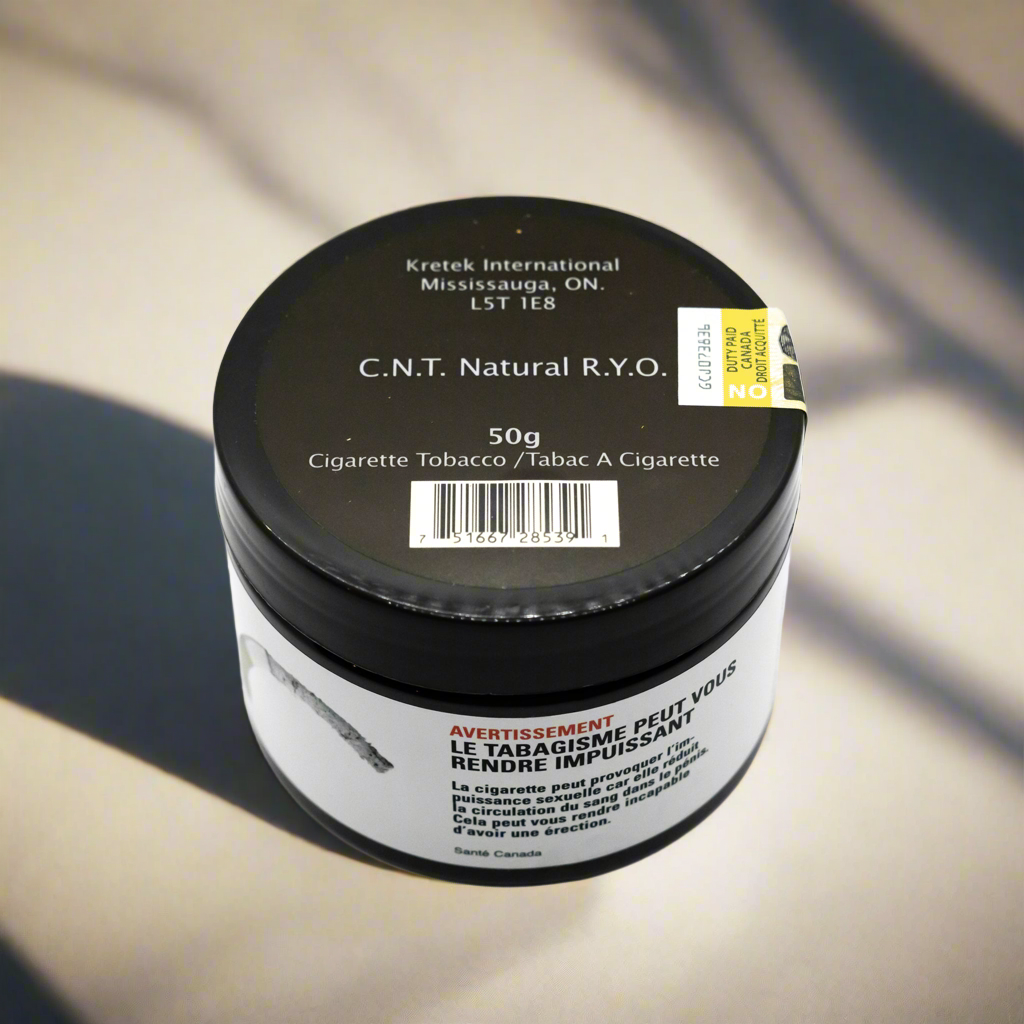 Kretek International
Mississauga, ON.
L5T 1E8
C.N.T. Natural R.Y.O.
50g
Cigarette Tobacco /Tabac A Cigarette
7 51667 28539 1
GCJ073636
DUTY PAID
CANADA
DROIT ACQUITTÉ
NO
AVERTISSEMENT
LE TABAGISME PEUT VOUS
RENDRE IMPUISSANT
La cigarette peut provoquer l'im-
puissance sexuelle car elle réduit
la circulation du sang dans le pénis.
Cela peut vous rendre incapable
d'avoir une érection.
Santé Canada